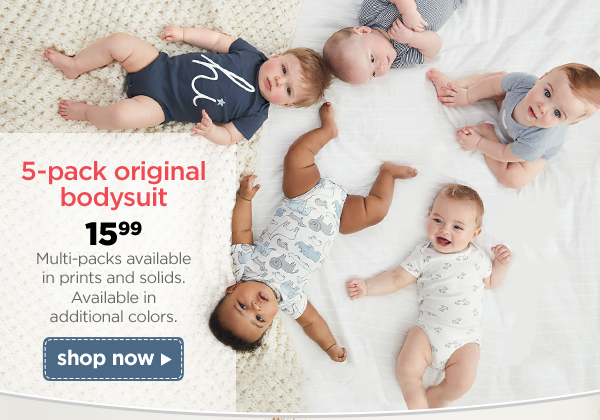 hi
5-pack original
bodysuit
15.99
Multi-packs available
in prints and solids.
Available in
additional colors.
shop now